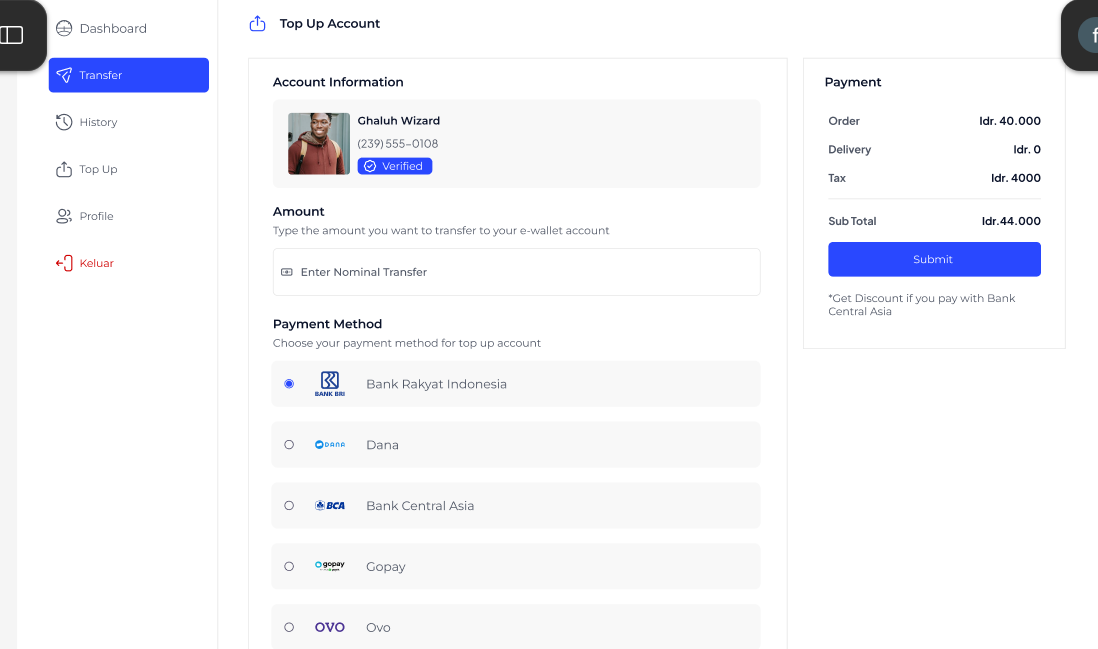 Dashboard
Transfer
History
Top Up
Profile
Keluar
Top Up Account
Account Information
Ghaluh Wizard
(239) 555-0108
Verified
Amount
Type the amount you want to transfer to your e-wallet account
Enter Nominal Transfer
Payment Method
Choose your payment method for top up account
BANK BRI
Bank Rakyat Indonesia
DANA
Dana
BCA
Bank Central Asia
gopay
Gopay
OVO
Ovo
Payment
Order Idr. 40.000
Delivery Idr. 0
Tax Idr. 4000
Sub Total Idr.44.000
Submit
*Get Discount if you pay with Bank
Central Asia
f